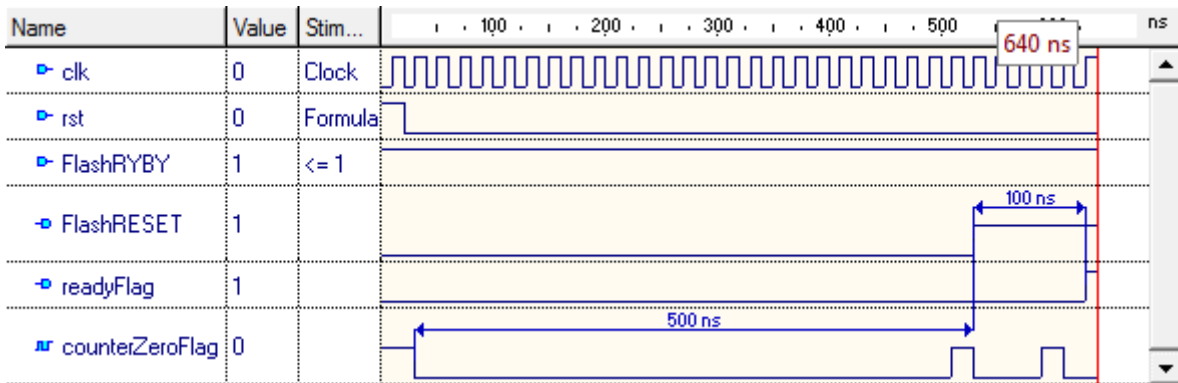 Name Value Stim... 100 200 300 400 500 ns
640 ns
clk 0 Clock
rst 0 Formula
FlashRYBY 1 <= 1
100 ns
FlashRESET 1
readyFlag 1
500 ns
counterZeroFlag 0